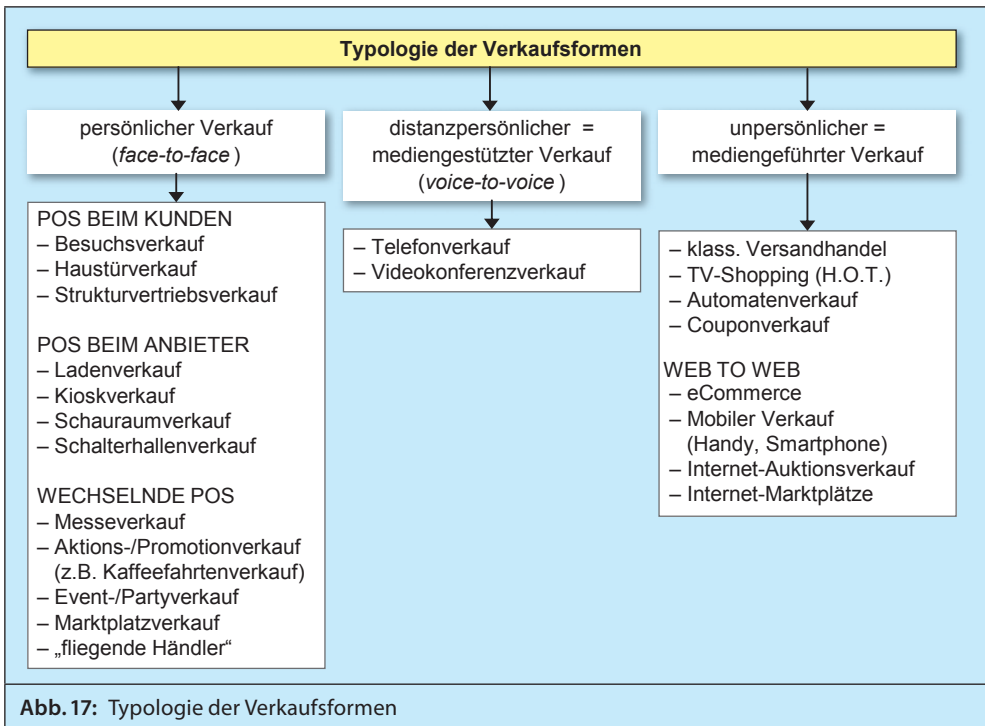 Typologie der Verkaufsformen
persönlicher Verkauf
(face-to-face)
POS BEIM KUNDEN
– Besuchsverkauf
– Haustürverkauf
– Strukturvertriebsverkauf
POS BEIM ANBIETER
– Ladenverkauf
– Kioskverkauf
– Schauraumverkauf
– Schalterhallenverkauf
WECHSELNDE POS
– Messeverkauf
– Aktions-/Promotionverkauf
(z.B. Kaffeefahrtenverkauf)
– Event-/Partyverkauf
– Marktplatzverkauf
– „fliegende Händler“
distanzpersönlicher =
mediengestützter Verkauf
(voice-to-voice)
– Telefonverkauf
– Videokonferenzverkauf
unpersönlicher =
mediengeführter Verkauf
– klass. Versandhandel
– TV-Shopping (H.O.T.)
– Automatenverkauf
– Couponverkauf
WEB TO WEB
– eCommerce
– Mobiler Verkauf
(Handy, Smartphone)
– Internet-Auktionsverkauf
– Internet-Marktplätze
Abb. 17: Typologie der Verkaufsformen